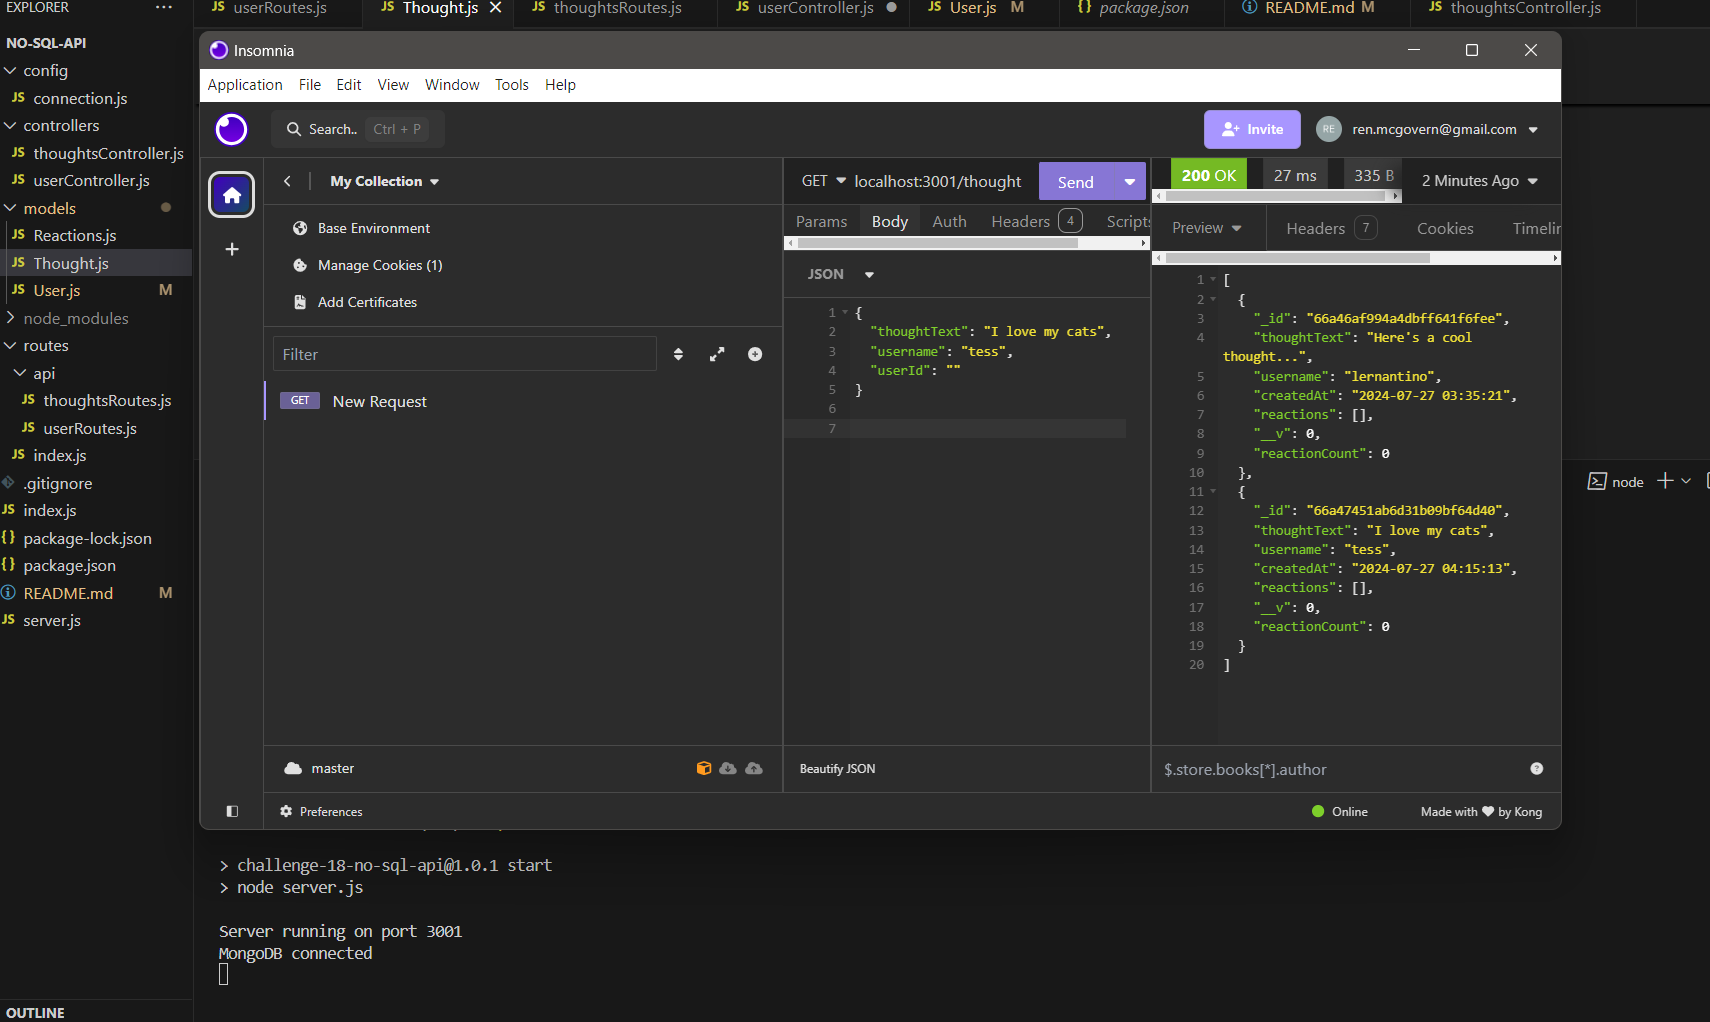 EXPLORER ···
userRoutes.js
Thought.js
thoughtsRoutes.js
userController.js
User.js M
package.json
README.md M
thoughtsController.js
NO-SQL-API
config
JS connection.js
controllers
JS thoughtsController.js
JS userController.js
models
JS Reactions.js
JS Thought.js
JS User.js M
node_modules
routes
api
JS thoughtsRoutes.js
JS userRoutes.js
JS index.js
.gitignore
JS index.js
{} package-lock.json
{} package.json
README.md M
JS server.js
OUTLINE
Insomnia
Application File Edit View Window Tools Help
Search.. Ctrl + P
Invite
RE ren.mcgovern@gmail.com
My Collection
Base Environment
Manage Cookies (1)
Add Certificates
Filter
GET New Request
master
Preferences
GET localhost:3001/thought Send
Params Body Auth Headers 4 Scripts
JSON
1 {
2 "thoughtText": "I love my cats",
3 "username": "tess",
4 "userId": ""
5 }
6
7
Beautify JSON
200 OK 27 ms 335 B 2 Minutes Ago
Preview Headers 7 Cookies Timelin
1 [
2 {
3 "_id": "66a46af994a4dbff641f6fee",
4 "thoughtText": "Here's a cool
thought...",
5 "username": "lernantino",
6 "createdAt": "2024-07-27 03:35:21",
7 "reactions": [],
8 "__v": 0,
9 "reactionCount": 0
10 },
11 {
12 "_id": "66a47451ab6d31b09bf64d40",
13 "thoughtText": "I love my cats",
14 "username": "tess",
15 "createdAt": "2024-07-27 04:15:13",
16 "reactions": [],
17 "__v": 0,
18 "reactionCount": 0
19 }
20 ]
$.store.books[*].author
Online Made with ♥ by Kong
node
> challenge-18-no-sql-api@1.0.1 start
> node server.js
Server running on port 3001
MongoDB connected